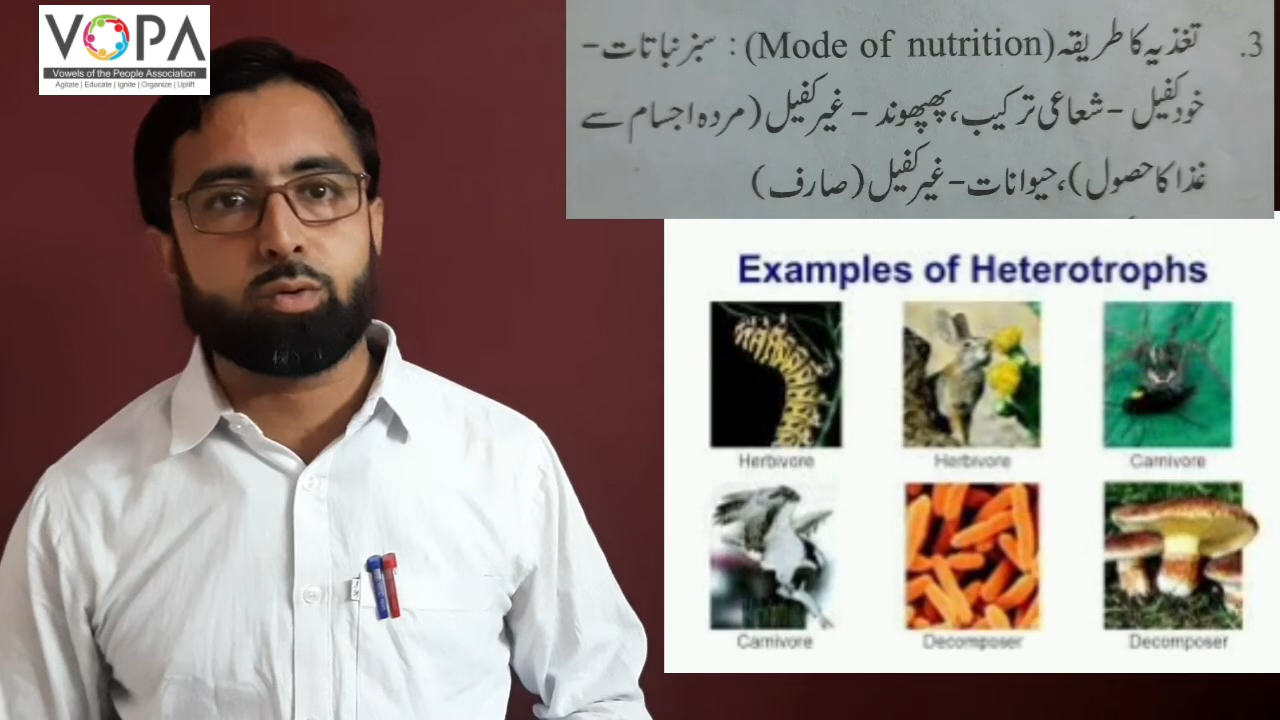 VOPA
Vowels of the People Association
Agitate | Educate | Ignite | Organize | Uplift
3. تغذیہ کا طریقہ (Mode of nutrition) : سبز نباتات -
خود کفیل - شعاعی ترکیب، پھپھوند - غیر کفیل (مردہ اجسام سے
غذا کا حصول)، حیوانات - غیر کفیل (صارف)
Examples of Heterotrophs
Herbivore Herbivore Carnivore
Carnivore Decomposer Decomposer